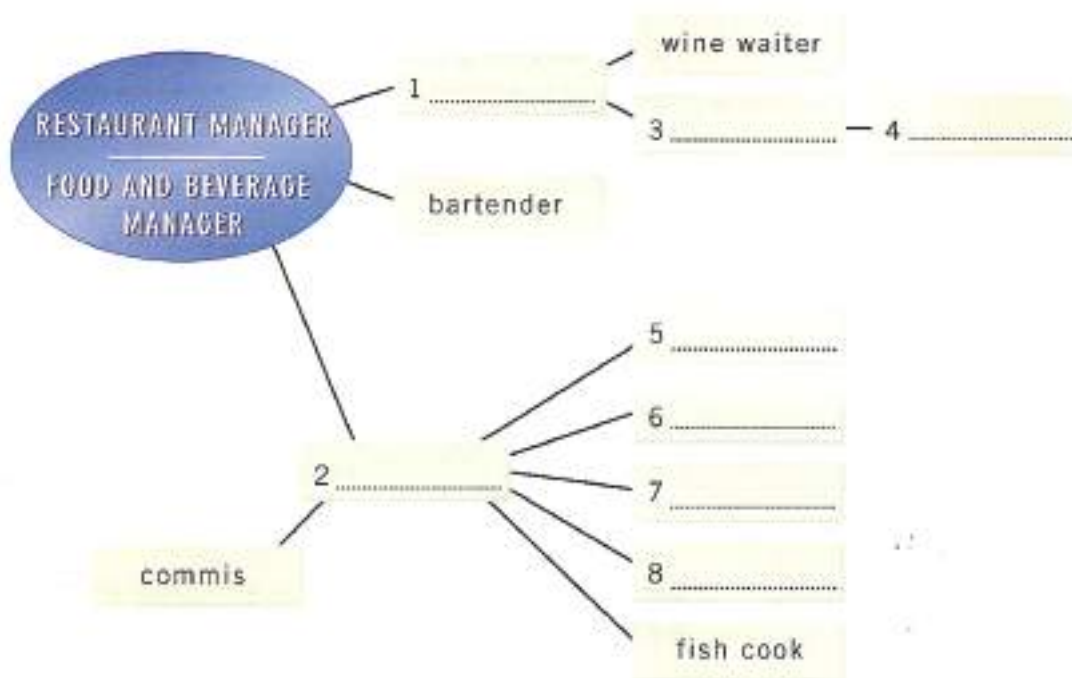 RESTAURANT MANAGER
FOOD AND BEVERAGE
MANAGER
1
wine waiter
3
4
bartender
2
commis
5
6
7
8
fish cook